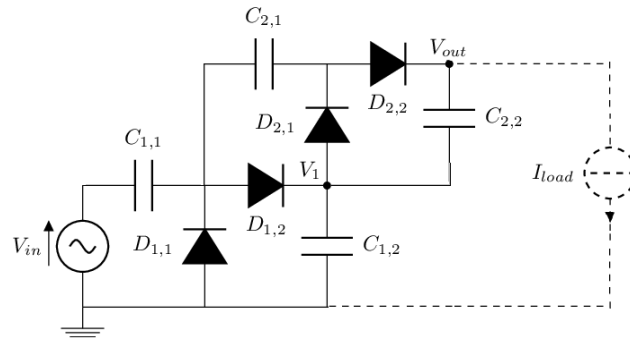 C2,1
Vout
D2,2
D2,1
C2,2
C1,1
V1
Iload
Vin
D1,1
D1,2
C1,2